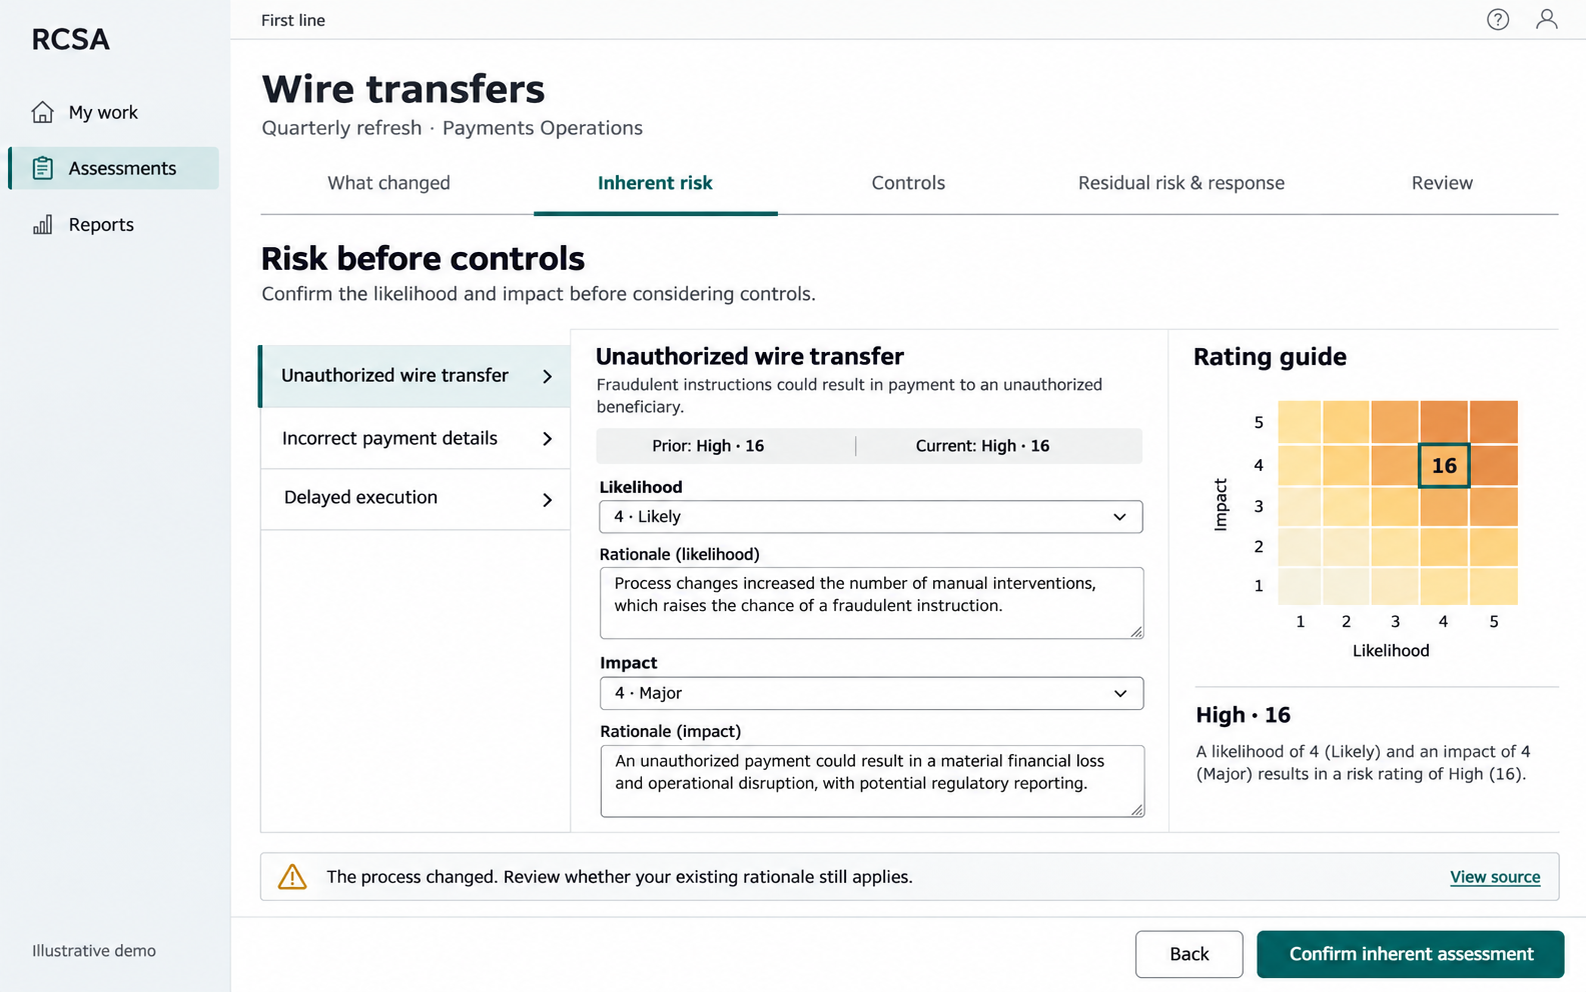 RCSA
My work
Assessments
Reports
Illustrative demo
First line
Wire transfers
Quarterly refresh · Payments Operations
What changed
Inherent risk
Controls
Residual risk & response
Review
Risk before controls
Confirm the likelihood and impact before considering controls.
Unauthorized wire transfer
Incorrect payment details
Delayed execution
Unauthorized wire transfer
Fraudulent instructions could result in payment to an unauthorized
beneficiary.
Prior: High · 16
Current: High · 16
Likelihood
4 · Likely
Rationale (likelihood)
Process changes increased the number of manual interventions,
which raises the chance of a fraudulent instruction.
Impact
4 · Major
Rationale (impact)
An unauthorized payment could result in a material financial loss
and operational disruption, with potential regulatory reporting.
Rating guide
Impact
5
4
3
2
1
16
1 2 3 4 5
Likelihood
High · 16
A likelihood of 4 (Likely) and an impact of 4
(Major) results in a risk rating of High (16).
The process changed. Review whether your existing rationale still applies.
View source
Back
Confirm inherent assessment